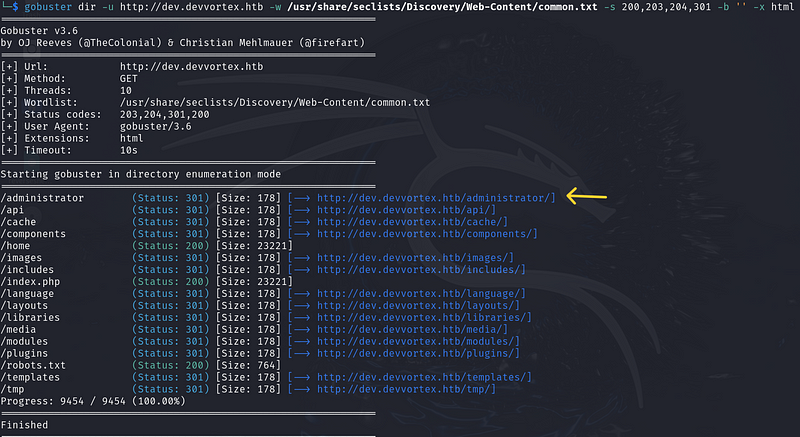 └─$ gobuster dir -u http://dev.devvortex.htb -w /usr/share/seclists/Discovery/Web-Content/common.txt -s 200,203,204,301 -b '' -x html
Gobuster v3.6
by OJ Reeves (@TheColonial) & Christian Mehlmauer (@firefart)
[+] Url: http://dev.devvortex.htb
[+] Method: GET
[+] Threads: 10
[+] Wordlist: /usr/share/seclists/Discovery/Web-Content/common.txt
[+] Status codes: 203,204,301,200
[+] User Agent: gobuster/3.6
[+] Extensions: html
[+] Timeout: 10s
Starting gobuster in directory enumeration mode
/administrator (Status: 301) [Size: 178] [--> http://dev.devvortex.htb/administrator/]
/api (Status: 301) [Size: 178] [--> http://dev.devvortex.htb/api/]
/cache (Status: 301) [Size: 178] [--> http://dev.devvortex.htb/cache/]
/components (Status: 301) [Size: 178] [--> http://dev.devvortex.htb/components/]
/home (Status: 200) [Size: 23221]
/images (Status: 301) [Size: 178] [--> http://dev.devvortex.htb/images/]
/includes (Status: 301) [Size: 178] [--> http://dev.devvortex.htb/includes/]
/index.php (Status: 200) [Size: 23221]
/language (Status: 301) [Size: 178] [--> http://dev.devvortex.htb/language/]
/layouts (Status: 301) [Size: 178] [--> http://dev.devvortex.htb/layouts/]
/libraries (Status: 301) [Size: 178] [--> http://dev.devvortex.htb/libraries/]
/media (Status: 301) [Size: 178] [--> http://dev.devvortex.htb/media/]
/modules (Status: 301) [Size: 178] [--> http://dev.devvortex.htb/modules/]
/plugins (Status: 301) [Size: 178] [--> http://dev.devvortex.htb/plugins/]
/robots.txt (Status: 200) [Size: 764]
/templates (Status: 301) [Size: 178] [--> http://dev.devvortex.htb/templates/]
/tmp (Status: 301) [Size: 178] [--> http://dev.devvortex.htb/tmp/]
Progress: 9454 / 9454 (100.00%)
Finished